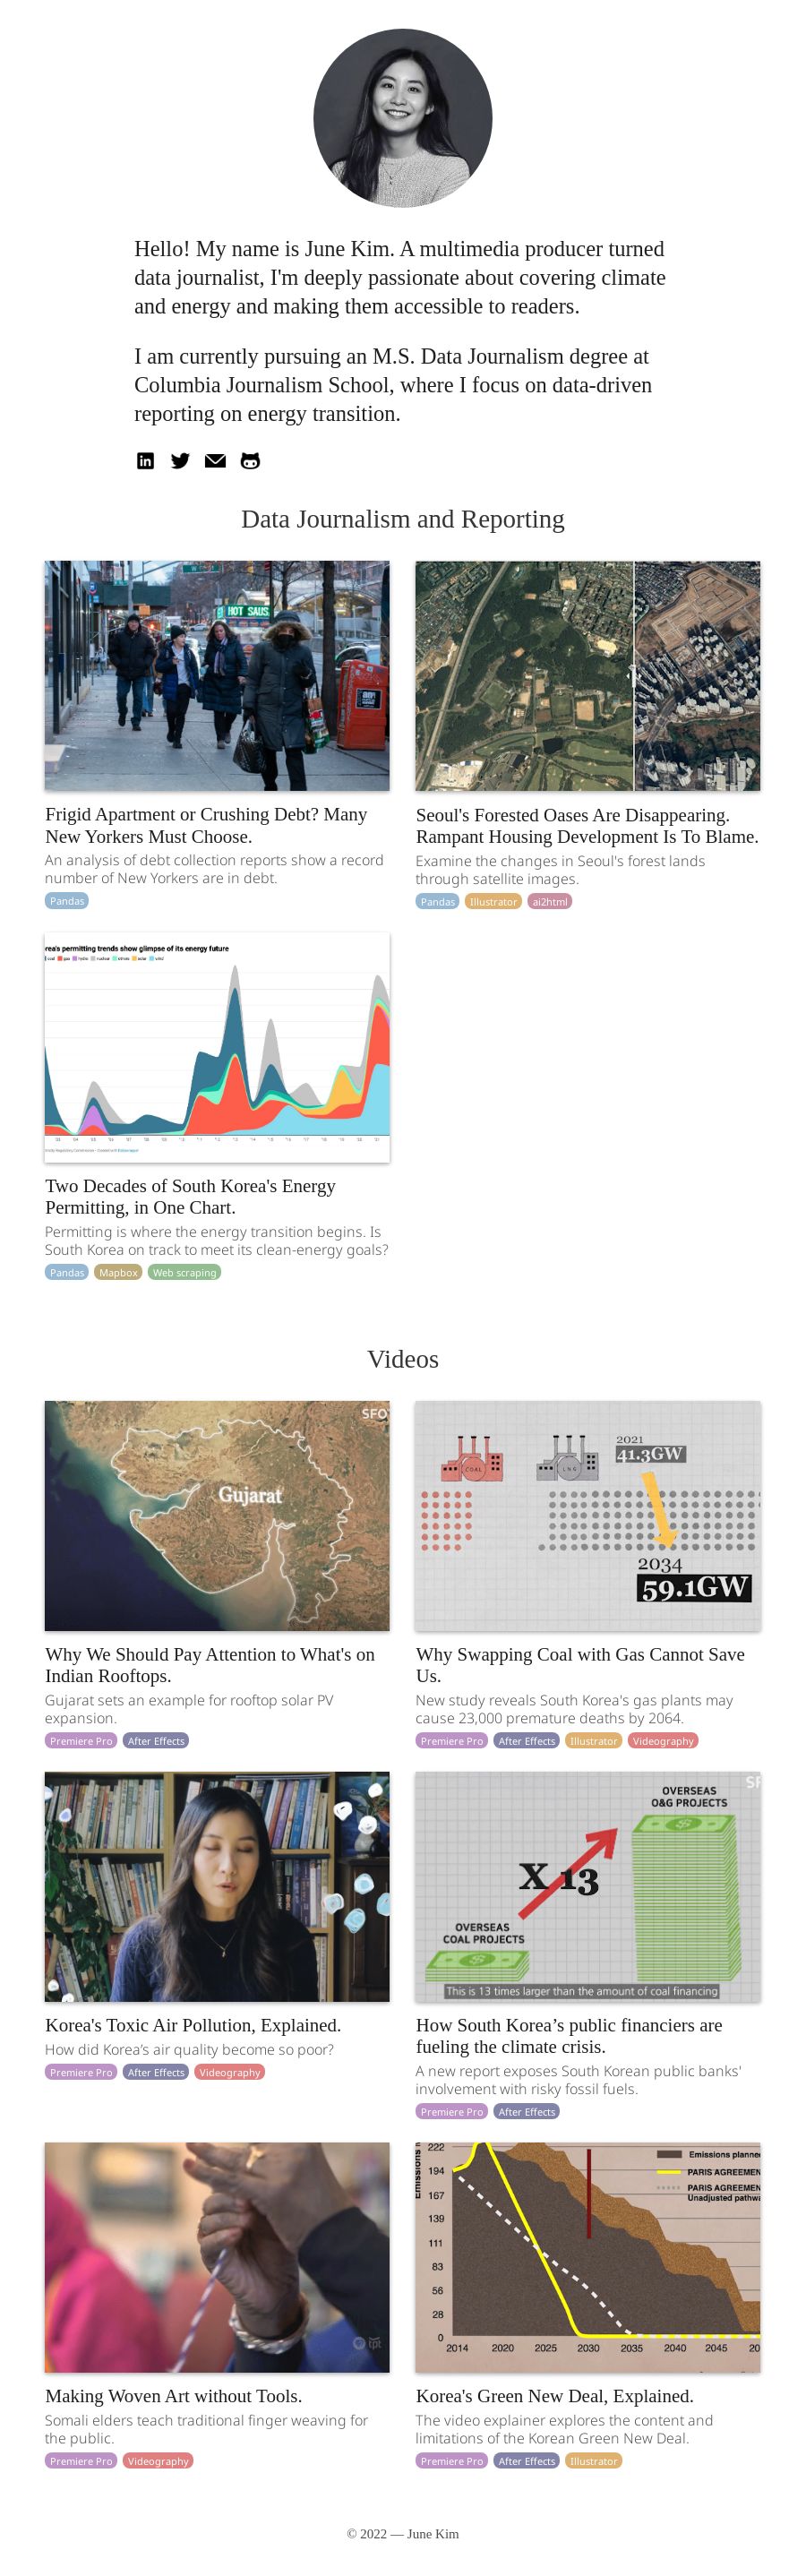 Hello! My name is June Kim. A multimedia producer turned
data journalist, I'm deeply passionate about covering climate
and energy and making them accessible to readers.
I am currently pursuing an M.S. Data Journalism degree at
Columbia Journalism School, where I focus on data-driven
reporting on energy transition.
Data Journalism and Reporting
HOT SAUS
Frigid Apartment or Crushing Debt? Many
New Yorkers Must Choose.
An analysis of debt collection reports show a record
number of New Yorkers are in debt.
Pandas
Seoul's Forested Oases Are Disappearing.
Rampant Housing Development Is To Blame.
Examine the changes in Seoul's forest lands
through satellite images.
Pandas Illustrator ai2html
rea's permitting trends show glimpse of its energy future
Two Decades of South Korea's Energy
Permitting, in One Chart.
Permitting is where the energy transition begins. Is
South Korea on track to meet its clean-energy goals?
Pandas Mapbox Web scraping
Videos
SFO
Gujarat
Why We Should Pay Attention to What's on
Indian Rooftops.
Gujarat sets an example for rooftop solar PV
expansion.
Premiere Pro After Effects
COAL
LNG
2021
41.3GW
2034
59.1GW
Why Swapping Coal with Gas Cannot Save
Us.
New study reveals South Korea's gas plants may
cause 23,000 premature deaths by 2064.
Premiere Pro After Effects Illustrator Videography
Korea's Toxic Air Pollution, Explained.
How did Korea's air quality become so poor?
Premiere Pro After Effects Videography
SF
OVERSEAS
O&G PROJECTS
X 13
OVERSEAS
COAL PROJECTS
This is 13 times larger than the amount of coal financing
How South Korea’s public financiers are
fueling the climate crisis.
A new report exposes South Korean public banks'
involvement with risky fossil fuels.
Premiere Pro After Effects
tpt
Making Woven Art without Tools.
Somali elders teach traditional finger weaving for
the public.
Premiere Pro Videography
222
194
167
139
111
83
56
28
0
2014 2020 2025 2030 2035 2040 2045 20
Emissions planne
PARIS AGREEMEN
PARIS AGREEMEN
Unadjusted pathwa
Korea's Green New Deal, Explained.
The video explainer explores the content and
limitations of the Korean Green New Deal.
Premiere Pro After Effects Illustrator
© 2022 — June Kim